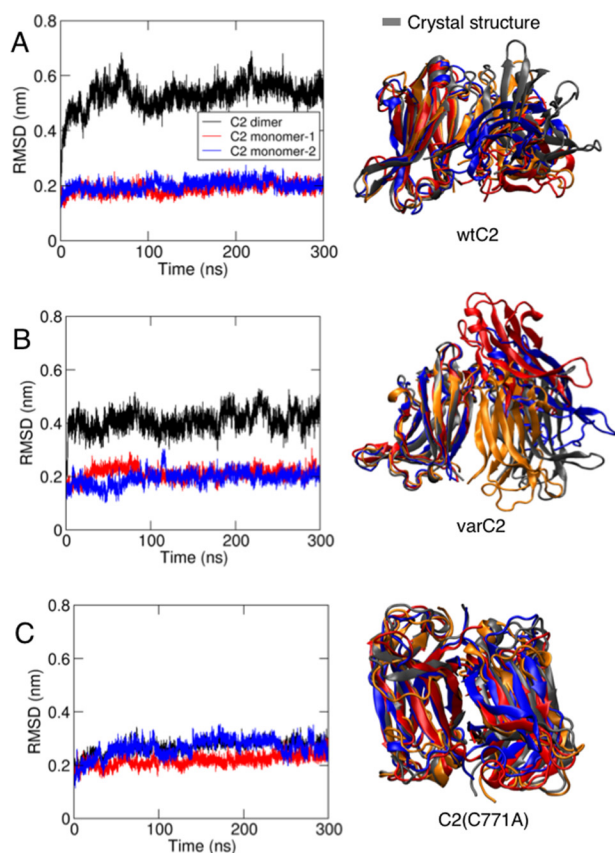 A
0.8
0.6
0.4
0.2
0
RMSD (nm)
C2 dimer
C2 monomer-1
C2 monomer-2
0 100 200 300
Time (ns)
Crystal structure
wtC2
B
0.8
0.6
0.4
0.2
0
RMSD (nm)
0 100 200 300
Time (ns)
varC2
C
0.8
0.6
0.4
0.2
0
RMSD (nm)
0 100 200 300
Time (ns)
C2(C771A)